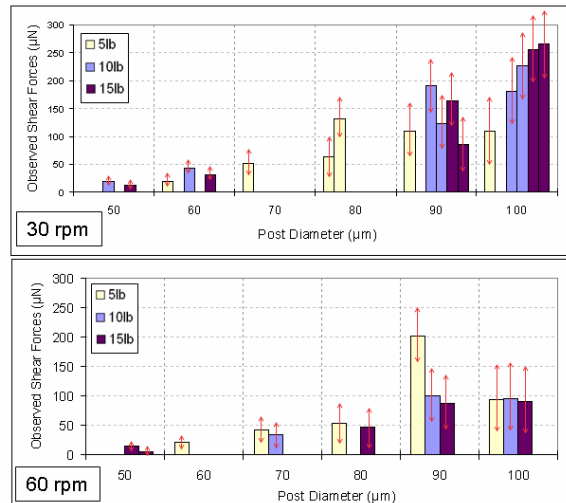 300
250
200
150
100
50
0
Observed Shear Forces (µN)
5lb
10lb
15lb
50 60 70 80 90 100
Post Diameter (µm)
30 rpm
300
250
200
150
100
50
0
Observed Shear Forces (µN)
5lb
10lb
15lb
50 60 70 80 90 100
Post Diameter (µm)
60 rpm